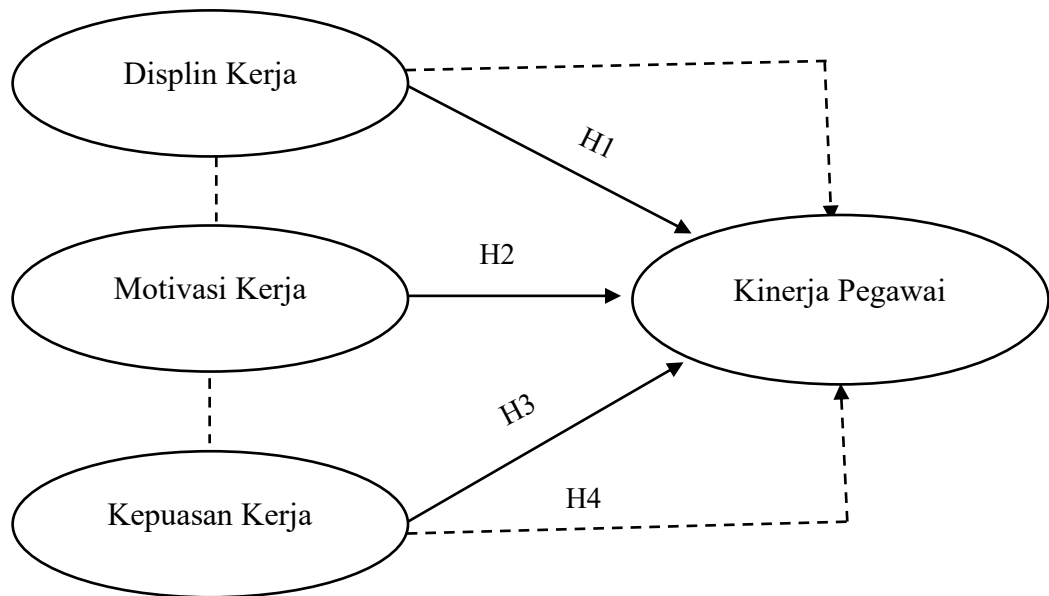 Displin Kerja
H1
H2
Motivasi Kerja
Kinerja Pegawai
H3
H4
Kepuasan Kerja